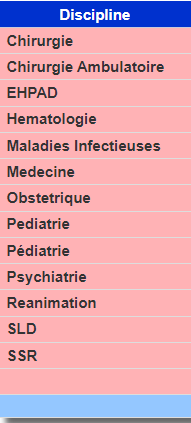 Discipline
Chirurgie
Chirurgie Ambulatoire
EHPAD
Hematologie
Maladies Infectieuses
Medecine
Obstetrique
Pediatrie
Pédiatrie
Psychiatrie
Reanimation
SLD
SSR